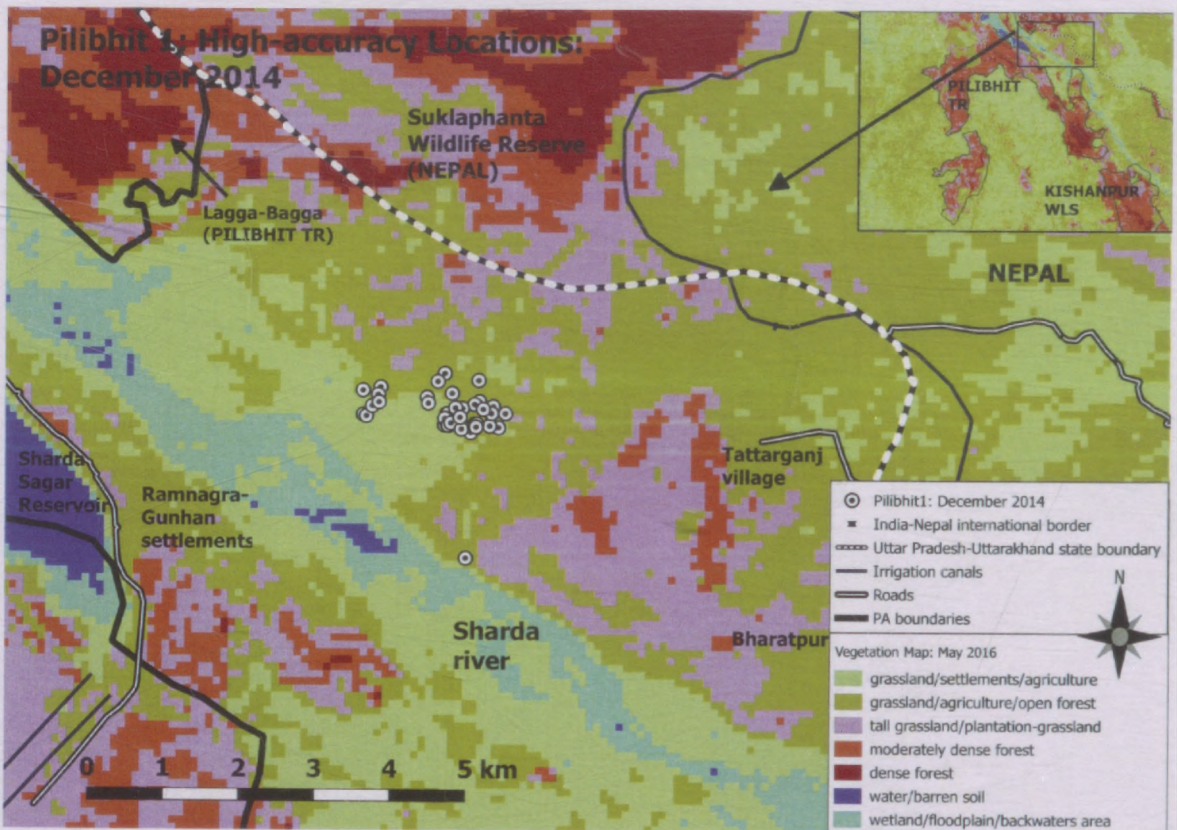 Pilibhit 1; High-accuracy Locations:
December 2014
Suklaphanta
Wildlife Reserve
(NEPAL)
Lagga-Bagga
(PILIBHIT TR)
PILIBHIT
TR
KISHANPUR
WLS
NEPAL
Sharda
Sagar
Reservoir
Ramnagra-
Gunhan
settlements
Tattarganj
village
Sharda
river
Bharatpur
0 1 2 3 4 5 km
Pilibhit1: December 2014
India-Nepal international border
Uttar Pradesh-Uttarakhand state boundary
Irrigation canals
Roads
PA boundaries
N
Vegetation Map: May 2016
grassland/settlements/agriculture
grassland/agriculture/open forest
tall grassland/plantation-grassland
moderately dense forest
dense forest
water/barren soil
wetland/floodplain/backwaters area